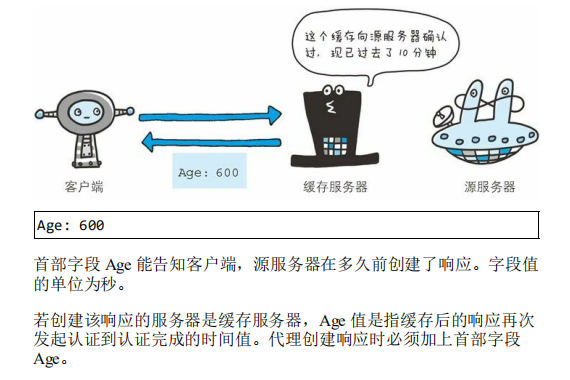 这个缓存向源服务器确认
过，现已过去了10分钟
Age: 600
客户端
缓存服务器
源服务器
Age: 600
首部字段 Age 能告知客户端，源服务器在多久前创建了响应。字段值
的单位为秒。
若创建该响应的服务器是缓存服务器，Age 值是指缓存后的响应再次
发起认证到认证完成的时间值。代理创建响应时必须加上首部字段
Age。